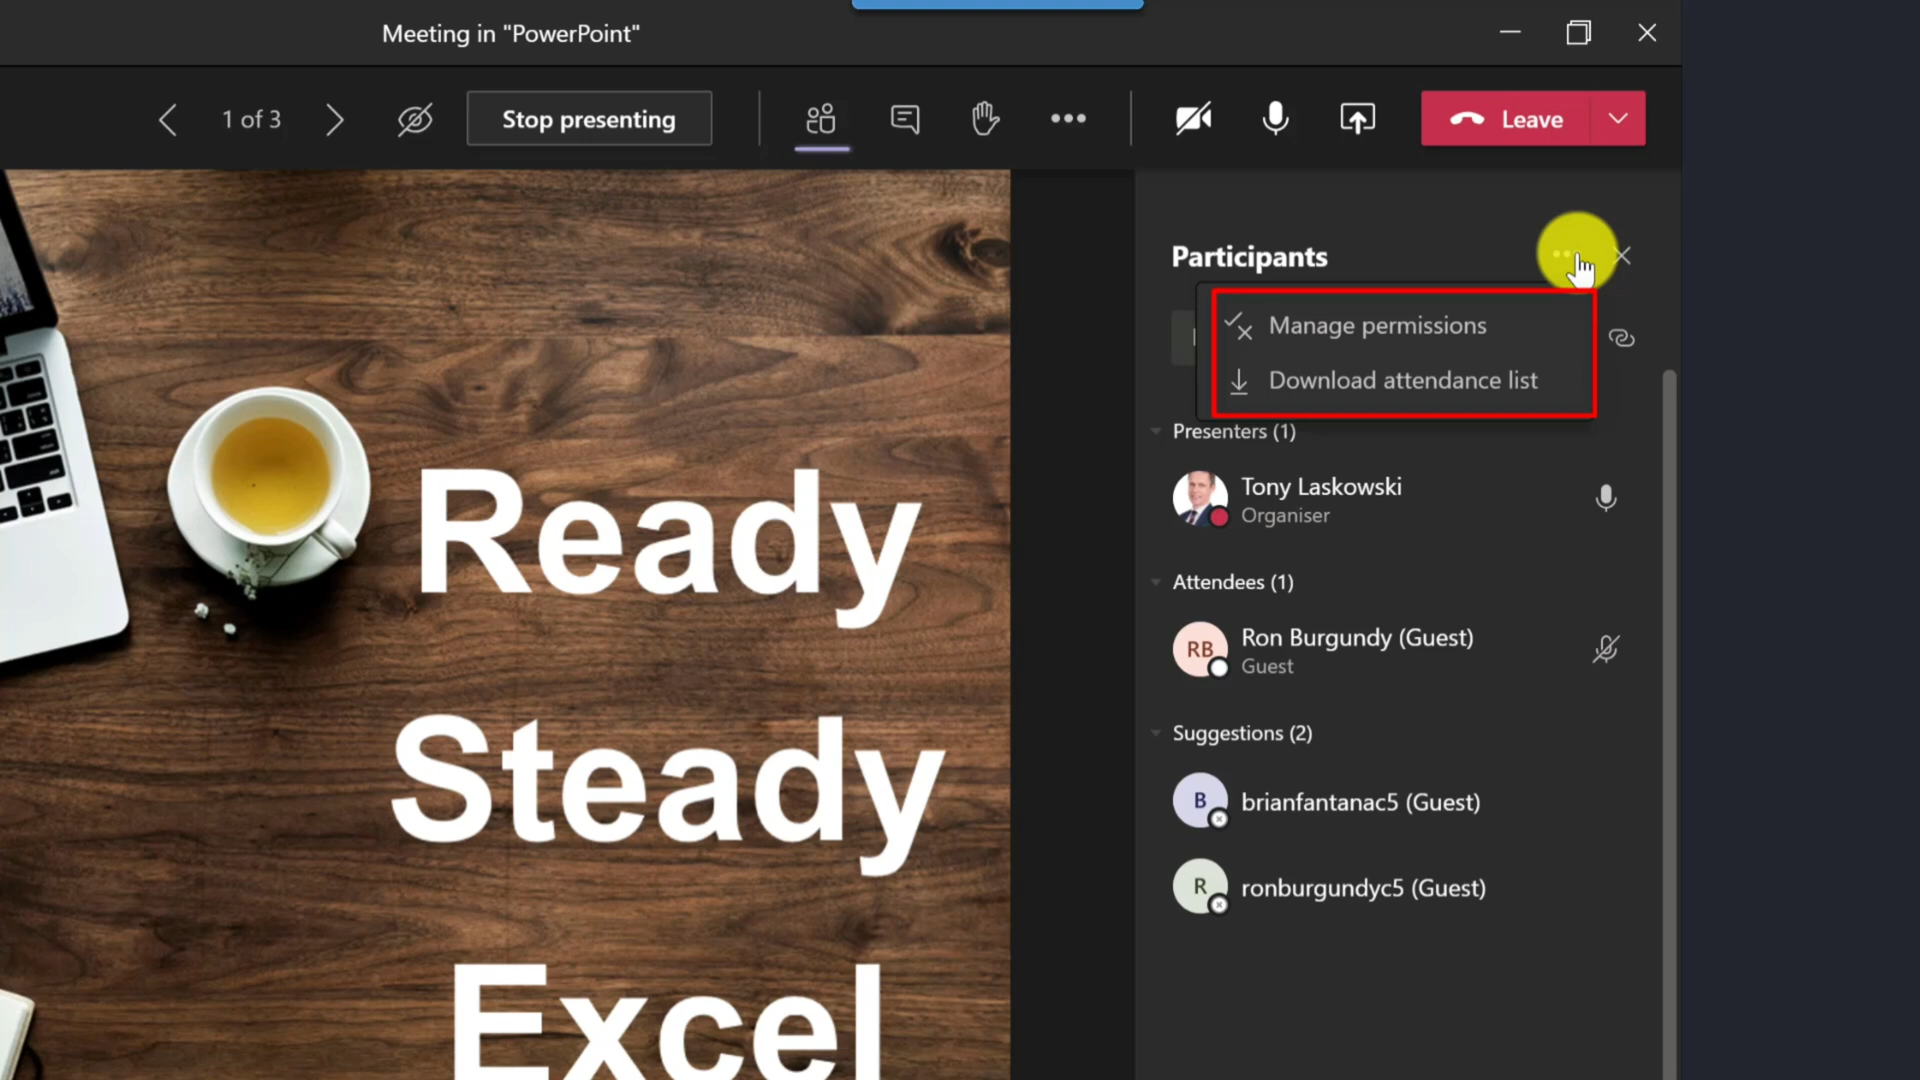 Meeting in "PowerPoint"
1 of 3
Stop presenting
Leave
Participants
Manage permissions
Download attendance list
Presenters (1)
Tony Laskowski
Organiser
Attendees (1)
RB
Ron Burgundy (Guest)
Guest
Suggestions (2)
B
brianfantanac5 (Guest)
R
ronburgundyc5 (Guest)
Ready
Steady
Excel